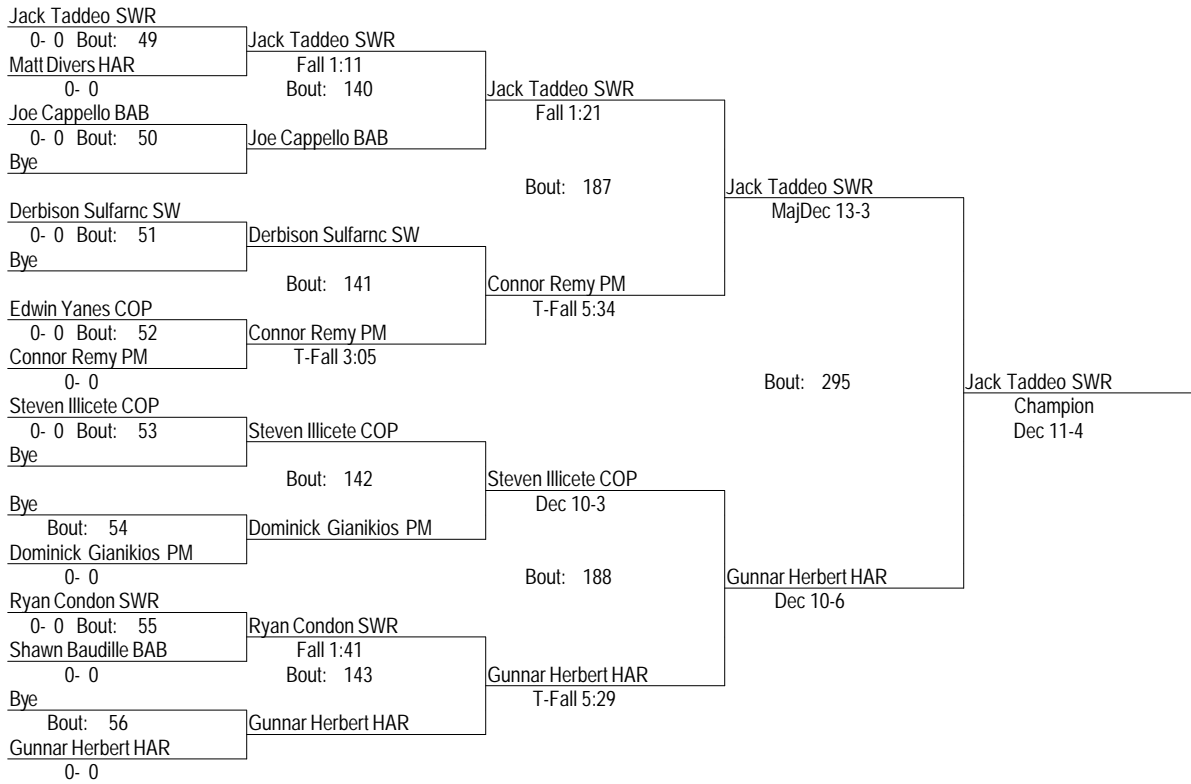 Jack Taddeo SWR
0- 0 Bout: 49
Jack Taddeo SWR
Matt Divers HAR
Fall 1:11
0- 0
Bout: 140
Jack Taddeo SWR
Joe Cappello BAB
Fall 1:21
0- 0 Bout: 50
Joe Cappello BAB
Bye
Bout: 187
Jack Taddeo SWR
Derbison Sulfarnc SW
MajDec 13-3
0- 0 Bout: 51
Derbison Sulfarnc SW
Bye
Bout: 141
Connor Remy PM
Edwin Yanes COP
T-Fall 5:34
0- 0 Bout: 52
Connor Remy PM
Connor Remy PM
T-Fall 3:05
0- 0
Bout: 295
Jack Taddeo SWR
Steven Illicete COP
Champion
0- 0 Bout: 53
Steven Illicete COP
Dec 11-4
Bye
Bout: 142
Steven Illicete COP
Bye
Dec 10-3
Bout: 54
Dominick Gianikios PM
Dominick Gianikios PM
0- 0
Bout: 188
Gunnar Herbert HAR
Ryan Condon SWR
Dec 10-6
0- 0 Bout: 55
Ryan Condon SWR
Shawn Baudille BAB
Fall 1:41
0- 0
Bout: 143
Gunnar Herbert HAR
Bye
T-Fall 5:29
Bout: 56
Gunnar Herbert HAR
Gunnar Herbert HAR
0- 0